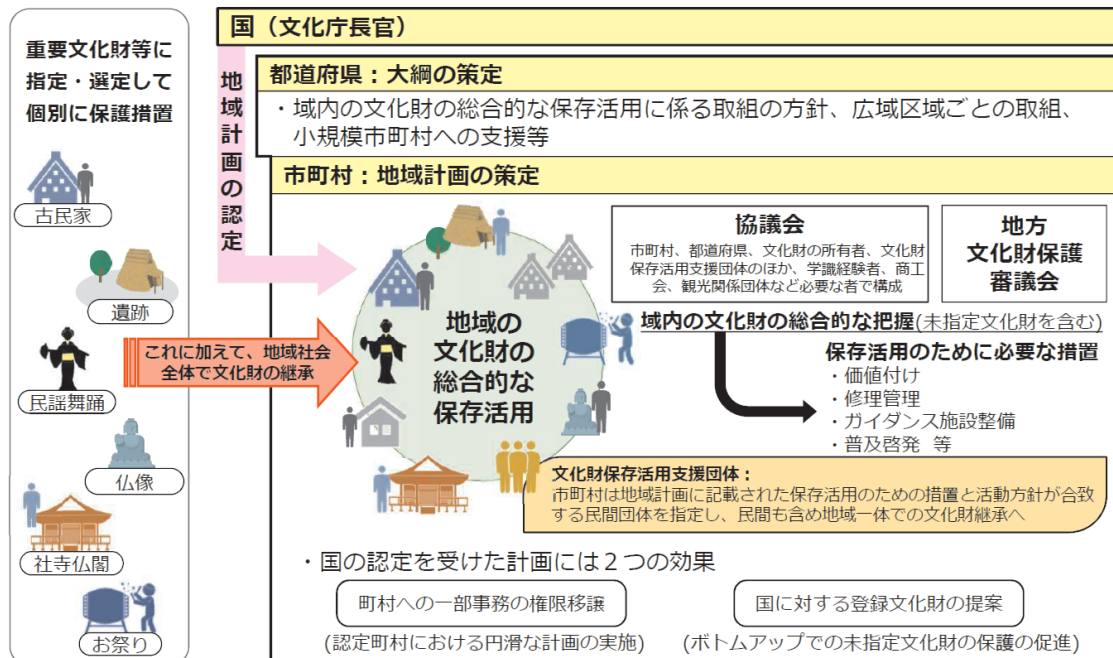 重要文化財等に
指定・選定して
個別に保護措置
古民家
遺跡
民謡舞踊
仏像
社寺仏閣
お祭り
国（文化庁長官）
地域計画の認定
都道府県：大綱の策定
・域内の文化財の総合的な保存活用に係る取組の方針、広域区域ごとの取組、
小規模市町村への支援等
市町村：地域計画の策定
これに加えて、地域社会
全体で文化財の継承
地域の
文化財の
総合的な
保存活用
協議会
市町村、都道府県、文化財の所有者、文化財
保存活用支援団体のほか、学識経験者、商工
会、観光関係団体など必要な者で構成
地方
文化財保護
審議会
域内の文化財の総合的な把握(未指定文化財を含む)
保存活用のために必要な措置
・価値付け
・修理管理
・ガイダンス施設整備
・普及啓発 等
文化財保存活用支援団体：
市町村は地域計画に記載された保存活用のための措置と活動方針が合致
する民間団体を指定し、民間も含め地域一体での文化財継承へ
・国の認定を受けた計画には２つの効果
町村への一部事務の権限移譲
(認定町村における円滑な計画の実施)
国に対する登録文化財の提案
(ボトムアップでの未指定文化財の保護の促進)